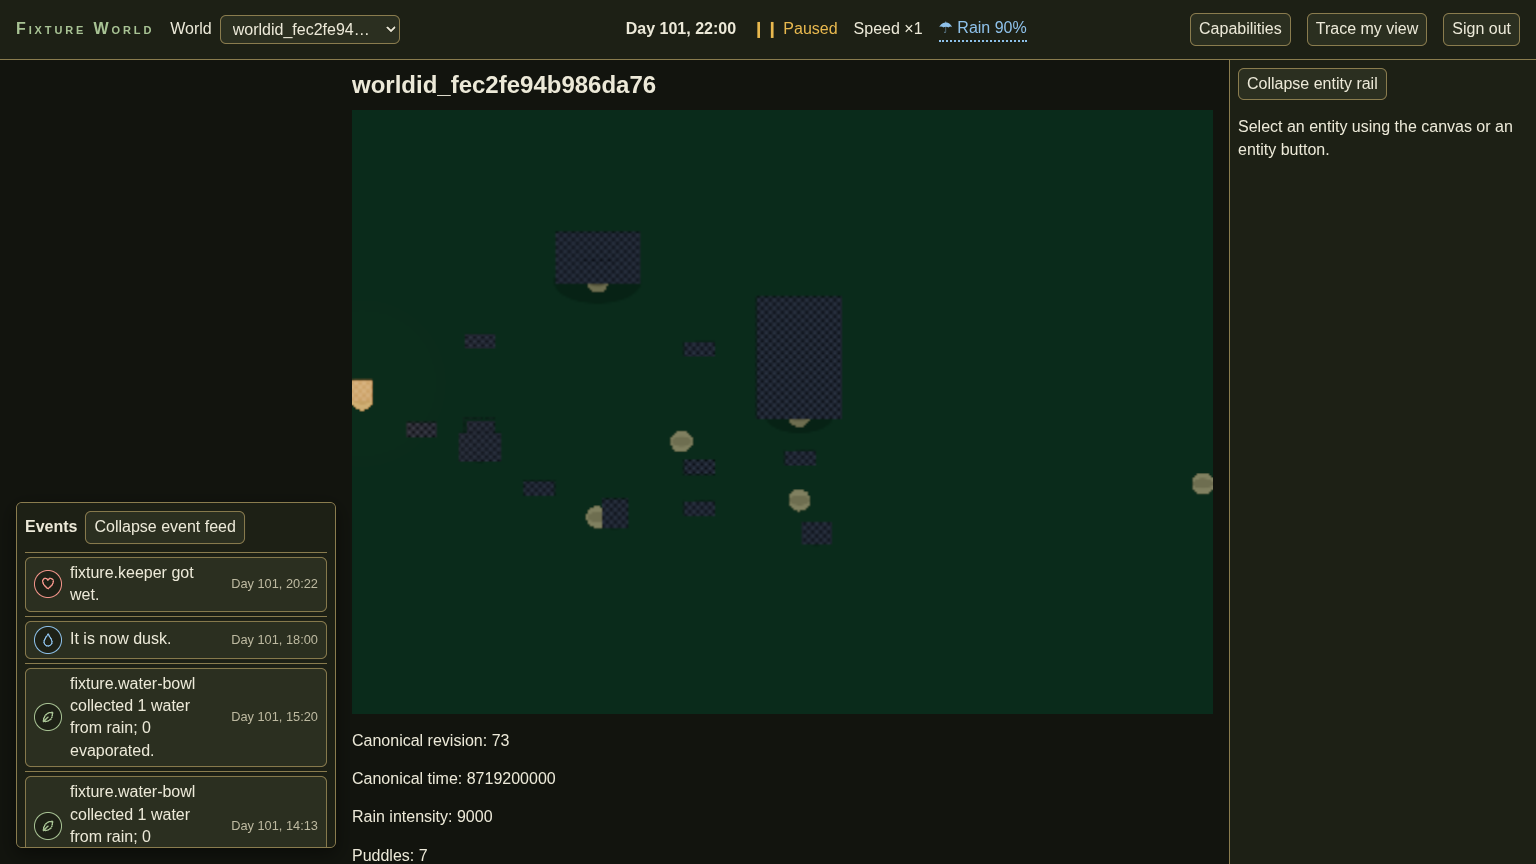 Fixture World World worldid_fec2fe94… Day 101, 22:00 Paused Speed ×1 Rain 90% Capabilities Trace my view Sign out
worldid_fec2fe94b986da76
Collapse entity rail
Select an entity using the canvas or an
entity button.
Events Collapse event feed
fixture.keeper got
wet.
Day 101, 20:22
It is now dusk. Day 101, 18:00
fixture.water-bowl
collected 1 water
from rain; 0
evaporated.
Day 101, 15:20
fixture.water-bowl
collected 1 water
from rain; 0
Day 101, 14:13
Canonical revision: 73
Canonical time: 8719200000
Rain intensity: 9000
Puddles: 7